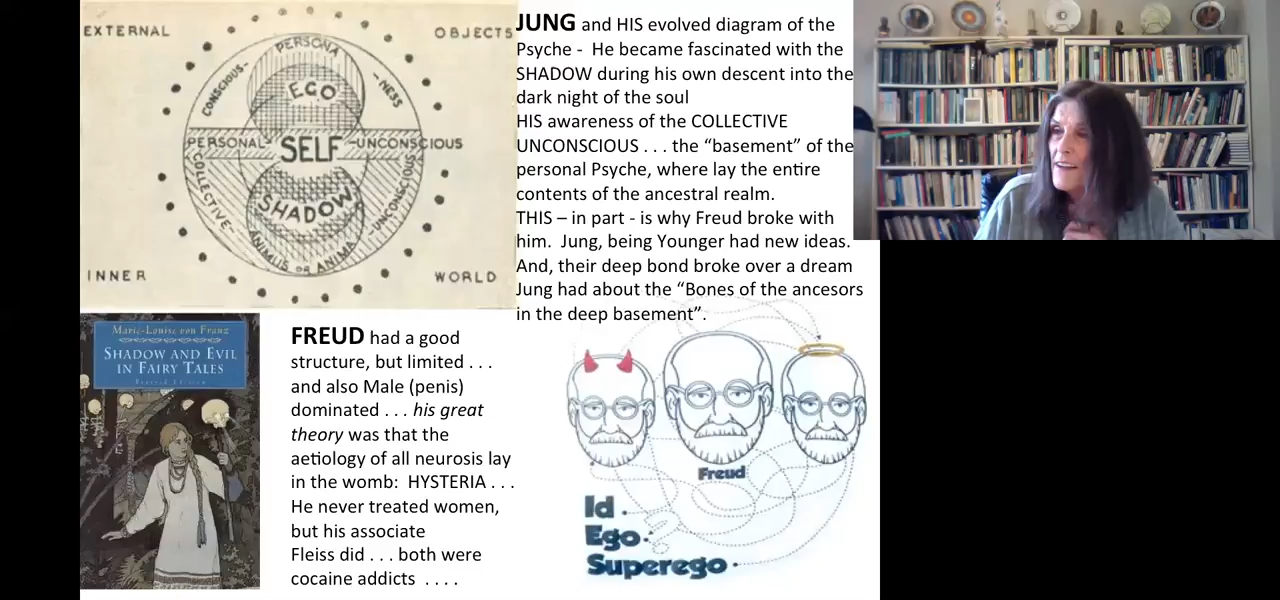 EXTERNAL
OBJECTS
PERSONA
CONSCIOUS-
-NESS
EGO
PERSONAL
SELF
-UNCONSCIOUS
COLLECTIVE
UNCONSCIOUS
SHADOW
ANIMUS OR ANIMA
INNER
WORLD
JUNG and HIS evolved diagram of the
Psyche - He became fascinated with the
SHADOW during his own descent into the
dark night of the soul
HIS awareness of the COLLECTIVE
UNCONSCIOUS . . . the “basement” of the
personal Psyche, where lay the entire
contents of the ancestral realm.
THIS – in part - is why Freud broke with
him. Jung, being Younger had new ideas.
And, their deep bond broke over a dream
Jung had about the “Bones of the ancesors
in the deep basement”.
Marie-Louise von Franz
SHADOW AND EVIL
IN FAIRY TALES
Revised Edition
FREUD had a good
structure, but limited . . .
and also Male (penis)
dominated . . . his great
theory was that the
aetiology of all neurosis lay
in the womb: HYSTERIA . . .
He never treated women,
but his associate
Fleiss did . . . both were
cocaine addicts . . . .
Freud
Id
Ego
Superego